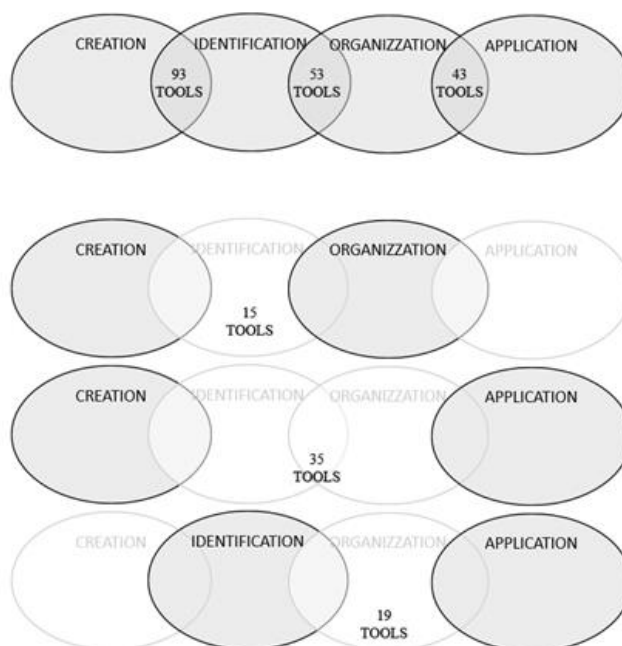 CREATION IDENTIFICATION ORGANIZZATION APPLICATION
93 53 43
TOOLS TOOLS TOOLS
CREATION IDENTIFICATION ORGANIZZATION APPLICATION
15
TOOLS
CREATION IDENTIFICATION ORGANIZZATION APPLICATION
35
TOOLS
CREATION IDENTIFICATION ORGANIZZATION APPLICATION
19
TOOLS